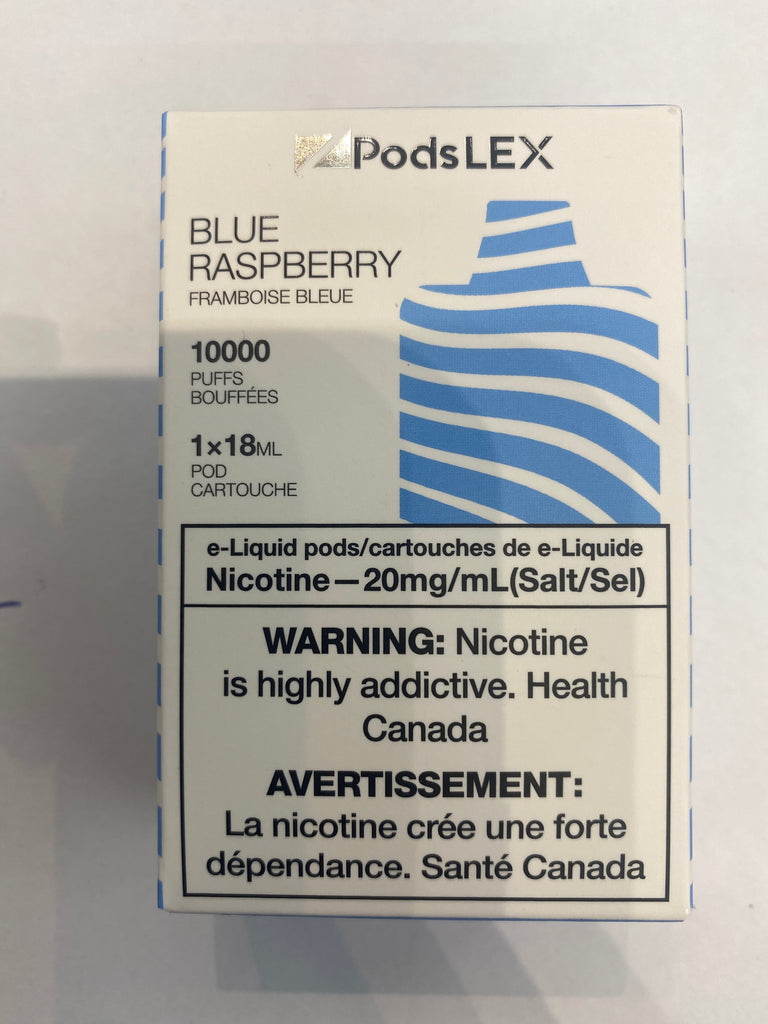 PodsLEX
BLUE
RASPBERRY
FRAMBOISE BLEUE
10000
PUFFS
BOUFFÉES
1×18ML
POD
CARTOUCHE
e-Liquid pods/cartouches de e-Liquide
Nicotine—20mg/mL(Salt/Sel)
WARNING: Nicotine
is highly addictive. Health
Canada
AVERTISSEMENT:
La nicotine crée une forte
dépendance. Santé Canada